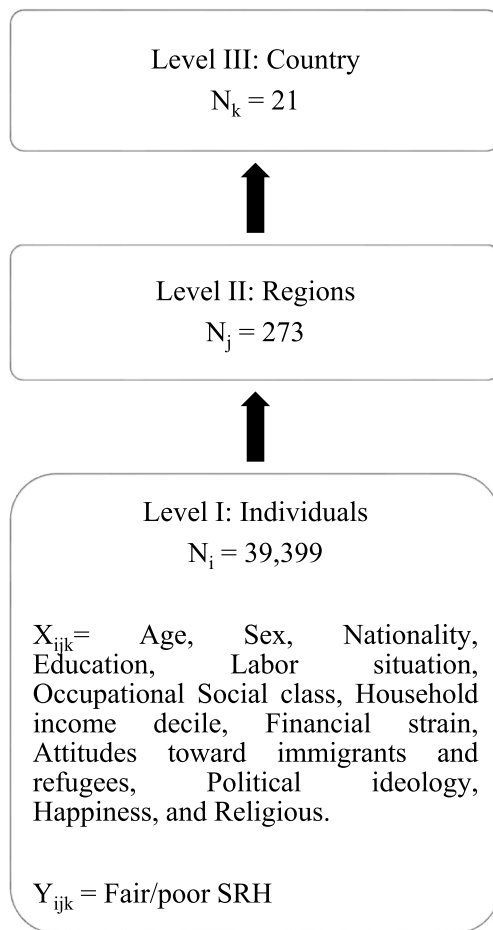 Level III: Country
Nₖ = 21
Level II: Regions
Nⱼ = 273
Level I: Individuals
Nᵢ = 39,399
Xᵢⱼₖ= Age, Sex, Nationality,
Education, Labor situation,
Occupational Social class, Household
income decile, Financial strain,
Attitudes toward immigrants and
refugees, Political ideology,
Happiness, and Religious.
Yᵢⱼₖ = Fair/poor SRH